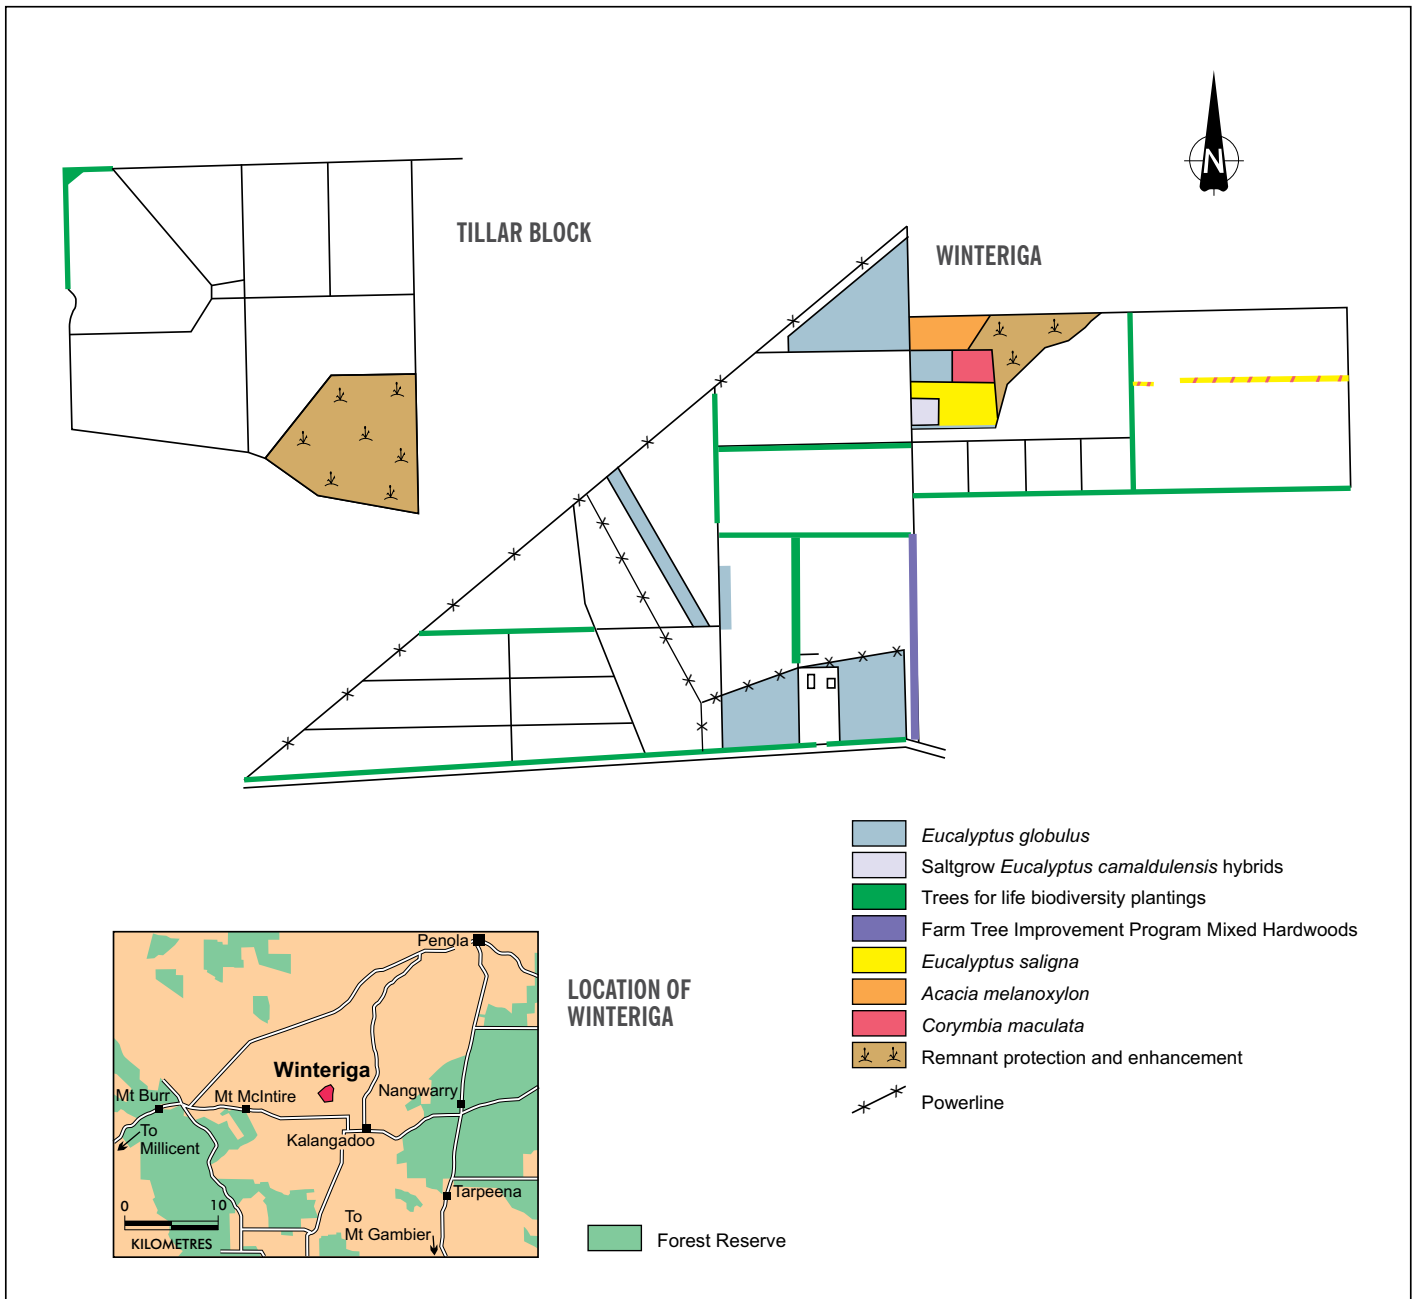 N
TILLAR BLOCK
WINTERIGA
Eucalyptus globulus
Saltgrow Eucalyptus camaldulensis hybrids
Trees for life biodiversity plantings
Farm Tree Improvement Program Mixed Hardwoods
Eucalyptus saligna
Acacia melanoxylon
Corymbia maculata
Remnant protection and enhancement
Powerline
LOCATION OF
WINTERIGA
Penola
Winteriga
Mt Burr
Mt McIntire
Nangwarry
To
Millicent
Kalangadoo
Tarpeena
0 10
KILOMETRES
To
Mt Gambier
Forest Reserve